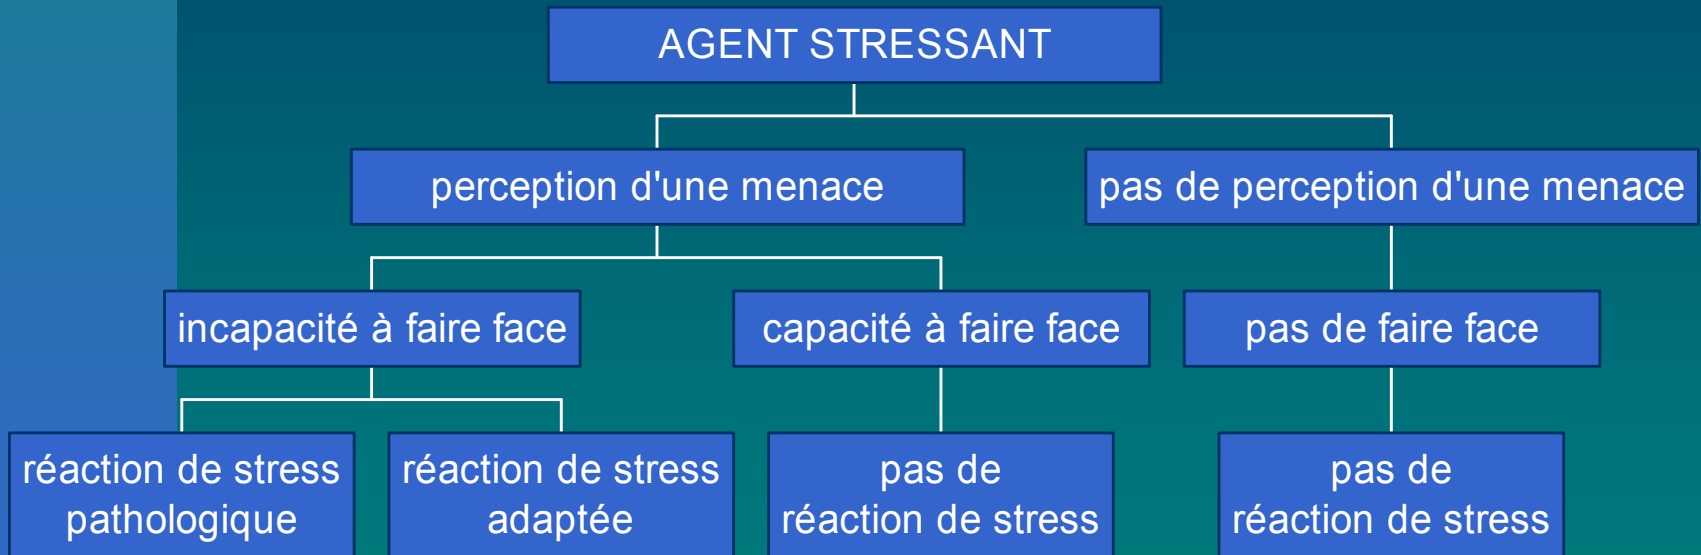 AGENT STRESSANT
perception d'une menace
pas de perception d'une menace
incapacité à faire face
capacité à faire face
pas de faire face
réaction de stress
pathologique
réaction de stress
adaptée
pas de
réaction de stress
pas de
réaction de stress